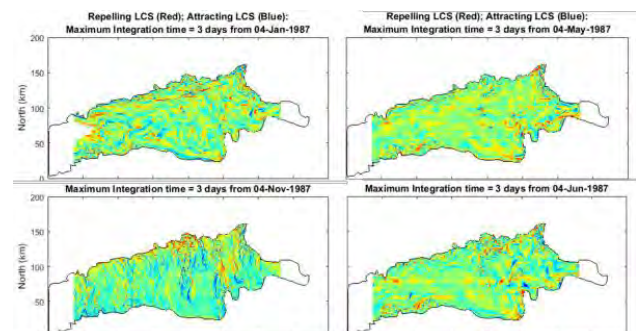 Repelling LCS (Red); Attracting LCS (Blue):
Maximum Integration time = 3 days from 04-Jan-1987
200
150
100
50
0
North (km)
Repelling LCS (Red); Attracting LCS (Blue):
Maximum Integration time = 3 days from 04-May-1987
Maximum Integration time = 3 days from 04-Nov-1987
200
150
100
50
North (km)
Maximum Integration time = 3 days from 04-Jun-1987